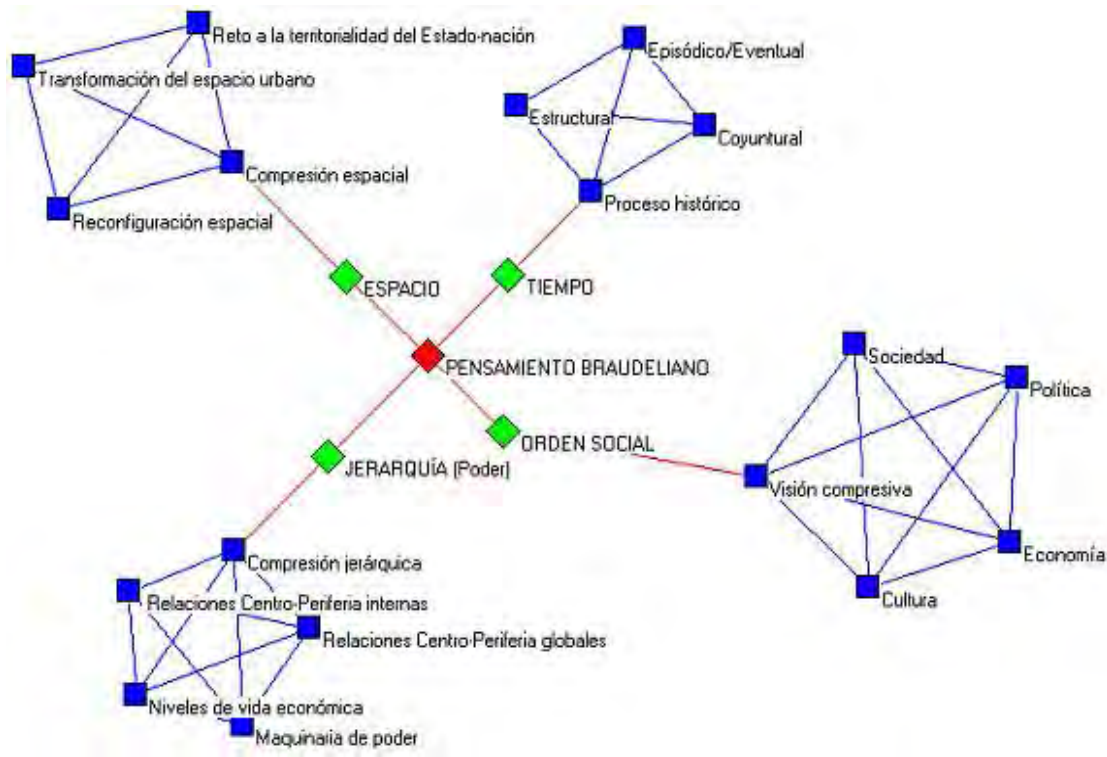 Reto a la territorialidad del Estado-nación
Transformación del espacio urbano
Compresión espacial
Reconfiguración espacial
Episódico/Eventual
Estructural
Coyuntural
Proceso histórico
ESPACIO
TIEMPO
PENSAMIENTO BRAUDELIANO
ORDEN SOCIAL
JERARQUÍA (Poder)
Sociedad
Política
Visión compresiva
Economía
Cultura
Compresión jerárquica
Relaciones Centro-Periferia internas
Relaciones Centro-Periferia globales
Niveles de vida económica
Maquinaria de poder